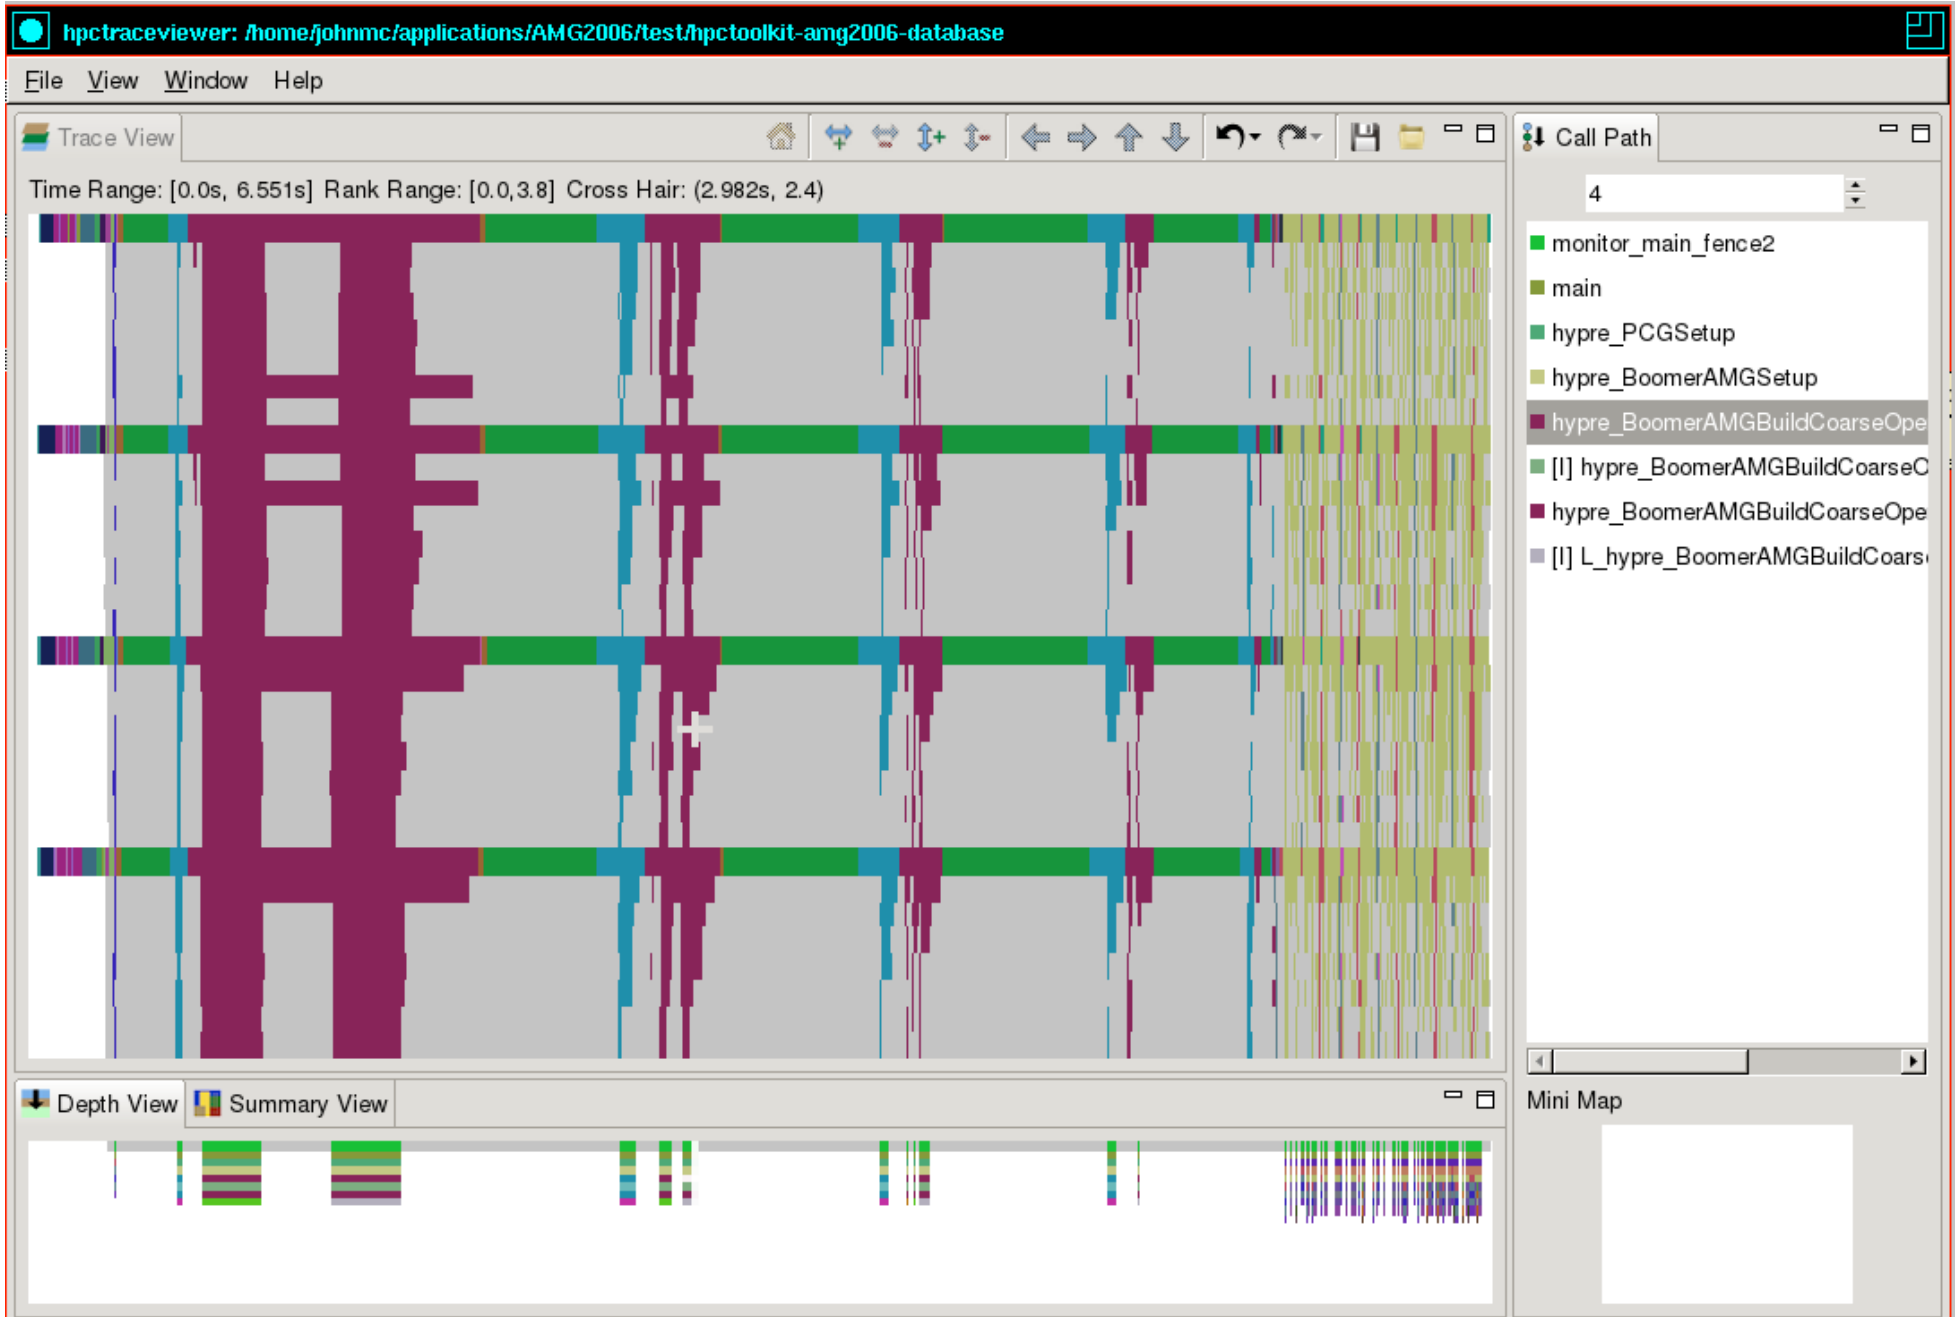 hpctraceviewer: /home/johnmc/applications/AMG2006/test/hpctoolkit-amg2006-database
File View Window Help
Trace View
Time Range: [0.0s, 6.551s] Rank Range: [0.0,3.8] Cross Hair: (2.982s, 2.4)
Call Path
4
monitor_main_fence2
main
hypre_PCGSetup
hypre_BoomerAMGSetup
hypre_BoomerAMGBuildCoarseOpe
[I] hypre_BoomerAMGBuildCoarseO
hypre_BoomerAMGBuildCoarseOpe
[I] L_hypre_BoomerAMGBuildCoars
Depth View Summary View
Mini Map